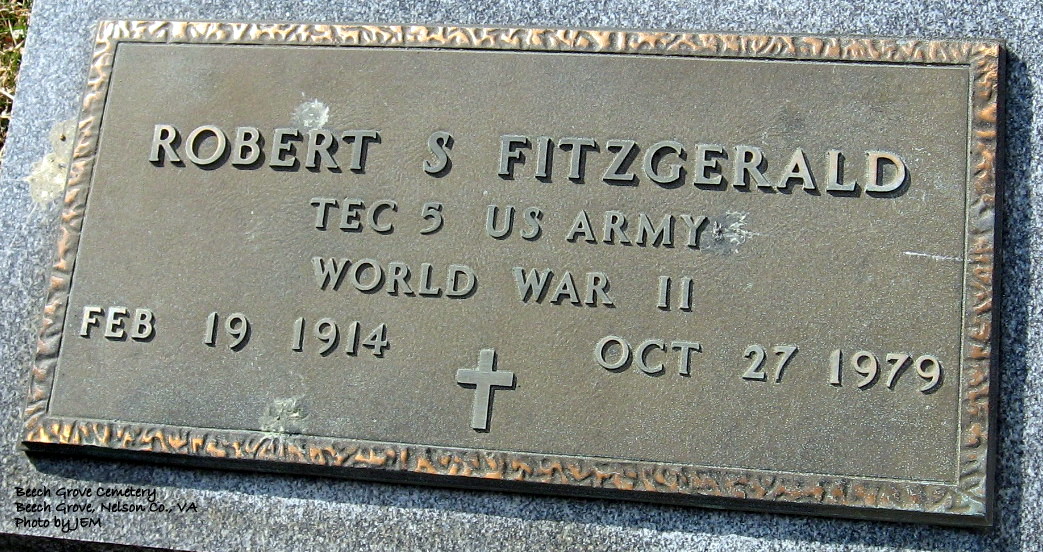 ROBERT S FITZGERALD
TEC 5 US ARMY
WORLD WAR II
FEB 19 1914 OCT 27 1979
Beech Grove Cemetery
Beech Grove, Nelson Co., VA
Photo by JEM